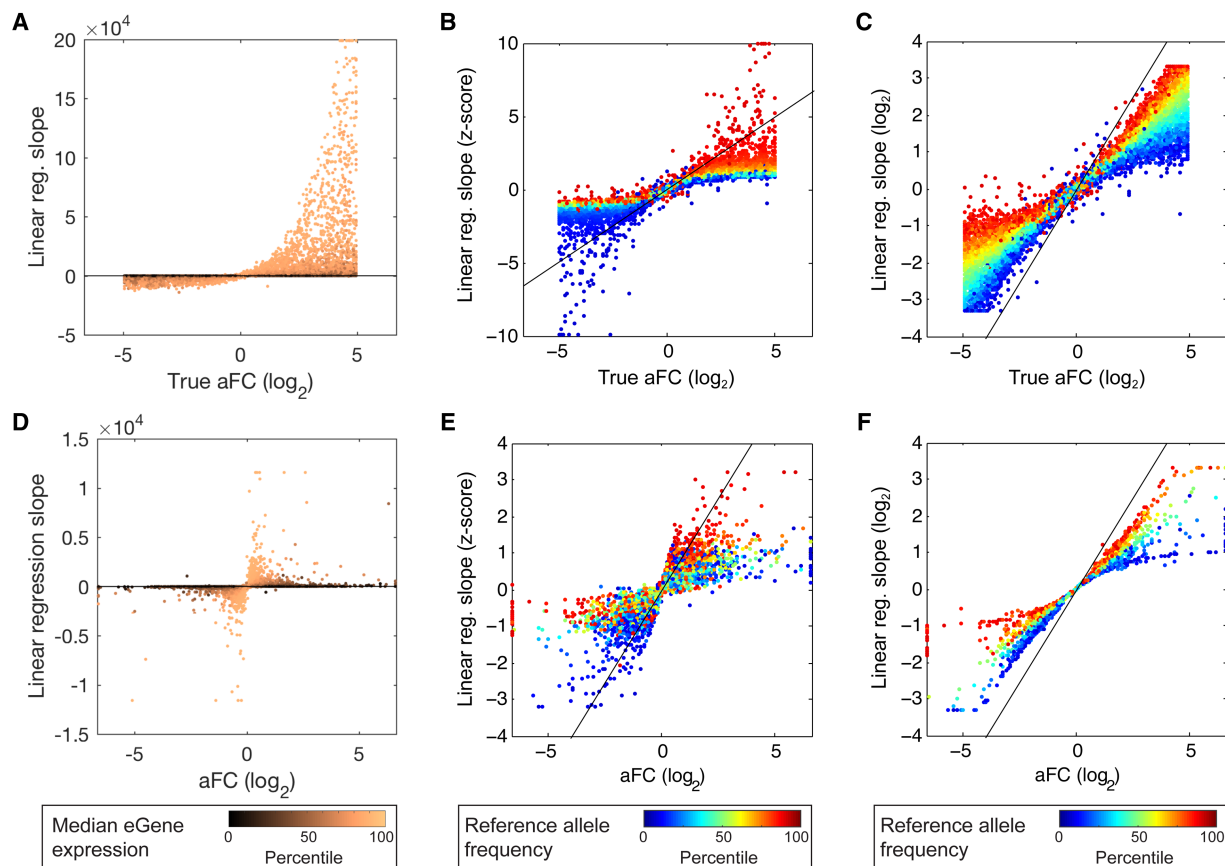 A
×10⁴
20
15
10
5
0
-5
-5
0
5
Linear reg. slope
True aFC (log₂)
B
10
5
0
−5
−10
−5
0
5
Linear reg. slope (z-score)
True aFC (log₂)
C
4
3
2
1
0
−1
−2
−3
−4
−5
0
5
Linear reg. slope (log₂)
True aFC (log₂)
D
×10⁴
1.5
1
0.5
0
-0.5
-1
-1.5
-5
0
5
Linear regression slope
aFC (log₂)
E
4
3
2
1
0
−1
−2
−3
−4
−5
0
5
Linear reg. slope (z-score)
aFC (log₂)
F
4
3
2
1
0
−1
−2
−3
−4
−5
0
5
Linear reg. slope (log₂)
aFC (log₂)
Median eGene
expression
0 50 100
Percentile
Reference allele
frequency
0 50 100
Percentile
Reference allele
frequency
0 50 100
Percentile